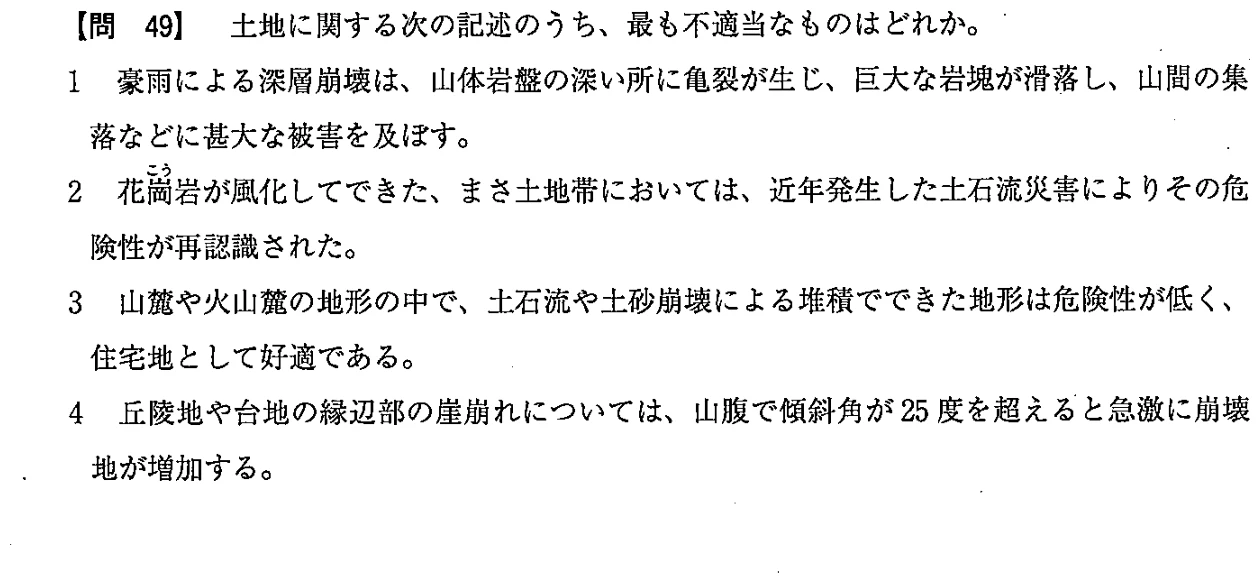 【問　49】　土地に関する次の記述のうち、最も不適当なものはどれか。
1　豪雨による深層崩壊は、山体岩盤の深い所に亀裂が生じ、巨大な岩塊が滑落し、山間の集
落などに甚大な被害を及ぼす。
こう
2　花崗岩が風化してできた、まさ土地帯においては、近年発生した土石流災害によりその危
険性が再認識された。
3　山麓や火山麓の地形の中で、土石流や土砂崩壊による堆積でできた地形は危険性が低く、
住宅地として好適である。
4　丘陵地や台地の縁辺部の崖崩れについては、山腹で傾斜角が25度を超えると急激に崩壊
地が増加する。